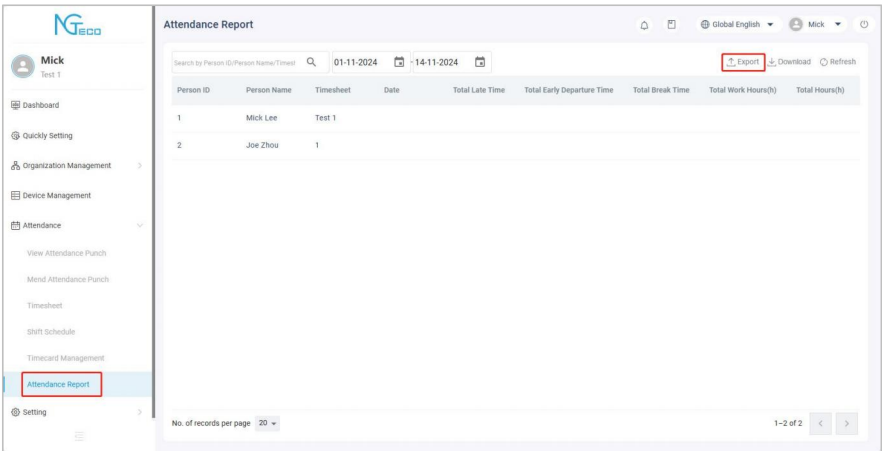 NGTECO
Attendance Report
Global English
Mick
Mick
Test 1
Dashboard
Quickly Setting
Organization Management
Device Management
Attendance
View Attendance Punch
Mend Attendance Punch
Timesheet
Shift Schedule
Timecard Management
Attendance Report
Setting
Search by Person ID/Person Name/Timest
01-11-2024 - 14-11-2024
Export Download Refresh
Person ID Person Name Timesheet Date Total Late Time Total Early Departure Time Total Break Time Total Work Hours(h) Total Hours(h)
1 Mick Lee Test 1
2 Joe Zhou 1
No. of records per page 20
1-2 of 2